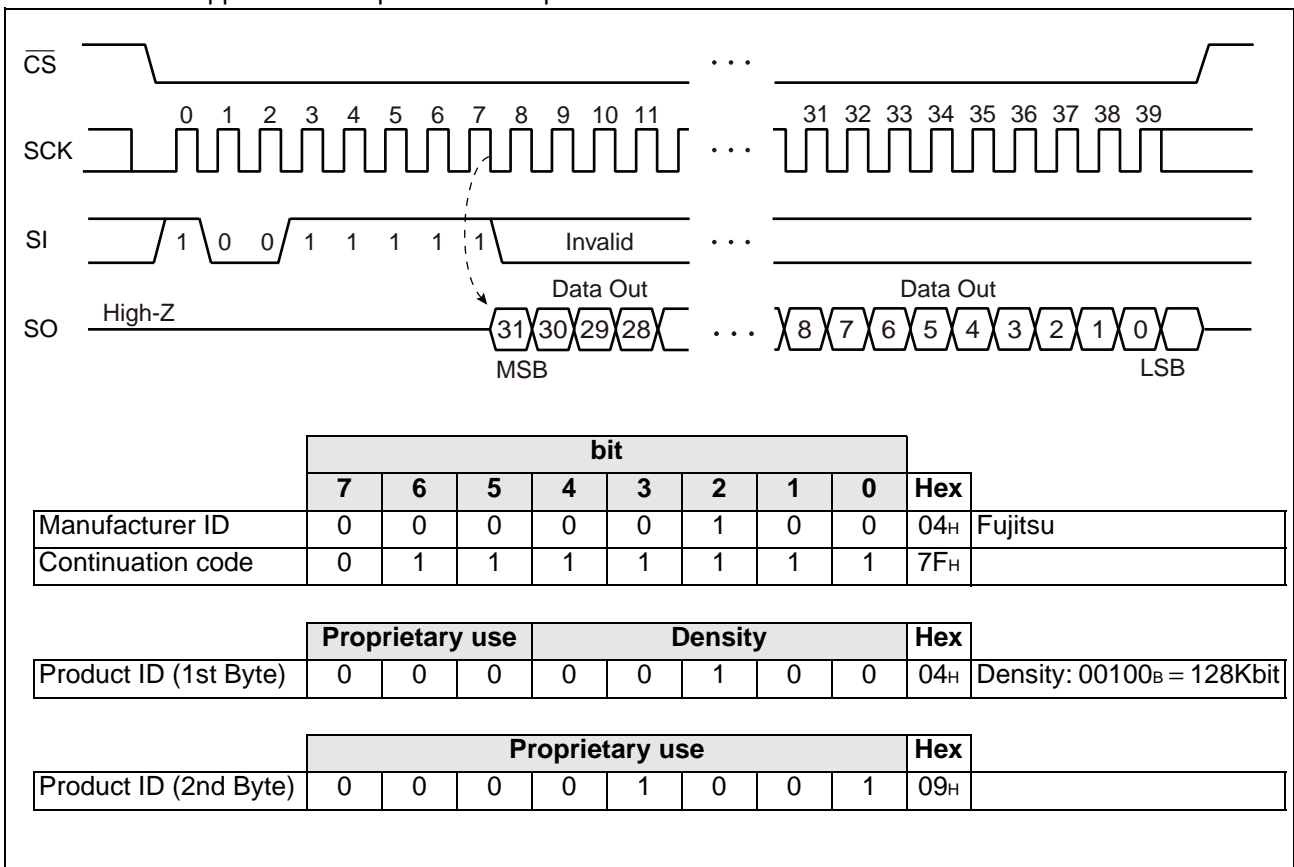 CS
0 1 2 3 4 5 6 7 8 9 10 11 31 32 33 34 35 36 37 38 39
SCK
SI 1 0 0 1 1 1 1 1 Invalid
Data Out Data Out
High-Z
SO 31 30 29 28 8 7 6 5 4 3 2 1 0
MSB LSB
bit
7 6 5 4 3 2 1 0 Hex
Manufacturer ID 0 0 0 0 0 1 0 0 04H Fujitsu
Continuation code 0 1 1 1 1 1 1 1 7FH
Proprietary use Density Hex
Product ID (1st Byte) 0 0 0 0 0 1 0 0 04H Density: 00100B = 128Kbit
Proprietary use Hex
Product ID (2nd Byte) 0 0 0 0 1 0 0 1 09H